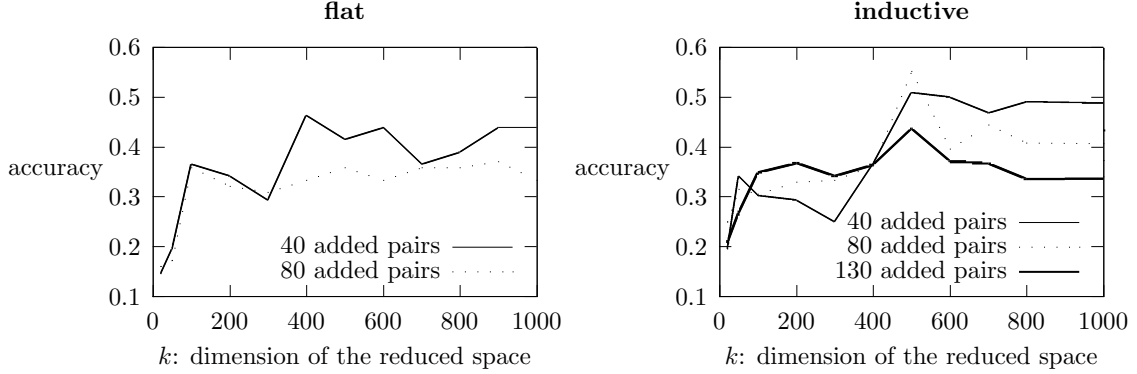 flat
0.6
0.5
0.4
accuracy
0.3
0.2
0.1
40 added pairs
80 added pairs
0 200 400 600 800 1000
k: dimension of the reduced space
inductive
0.6
0.5
0.4
accuracy
0.3
0.2
0.1
40 added pairs
80 added pairs
130 added pairs
0 200 400 600 800 1000
k: dimension of the reduced space